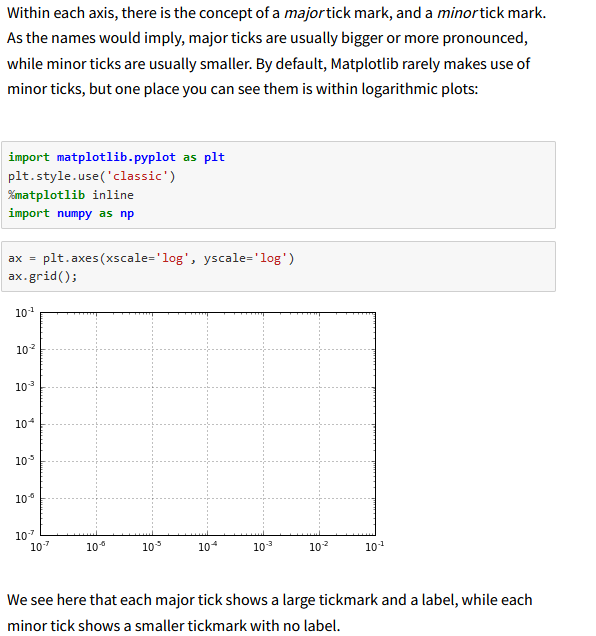 Within each axis, there is the concept of a major tick mark, and a minor tick mark.
As the names would imply, major ticks are usually bigger or more pronounced,
while minor ticks are usually smaller. By default, Matplotlib rarely makes use of
minor ticks, but one place you can see them is within logarithmic plots:
import matplotlib.pyplot as plt
plt.style.use('classic')
%matplotlib inline
import numpy as np
ax = plt.axes(xscale='log', yscale='log')
ax.grid();
10⁻¹
10⁻²
10⁻³
10⁻⁴
10⁻⁵
10⁻⁶
10⁻⁷
10⁻⁷ 10⁻⁶ 10⁻⁵ 10⁻⁴ 10⁻³ 10⁻² 10⁻¹
We see here that each major tick shows a large tickmark and a label, while each
minor tick shows a smaller tickmark with no label.